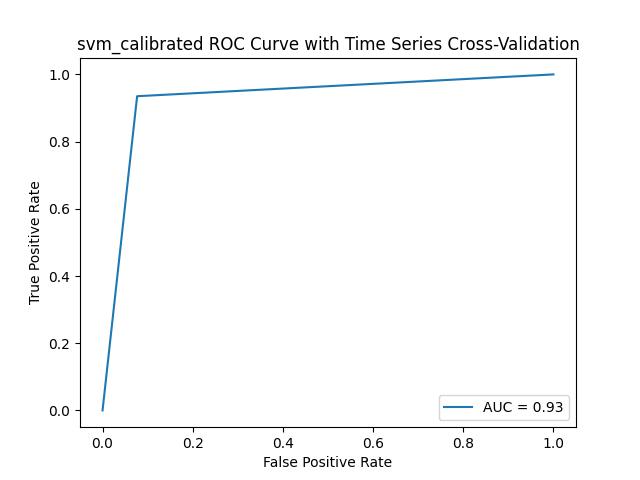 svm_calibrated ROC Curve with Time Series Cross-Validation
1.0
0.8
0.6
0.4
0.2
0.0
True Positive Rate
AUC = 0.93
0.0 0.2 0.4 0.6 0.8 1.0
False Positive Rate